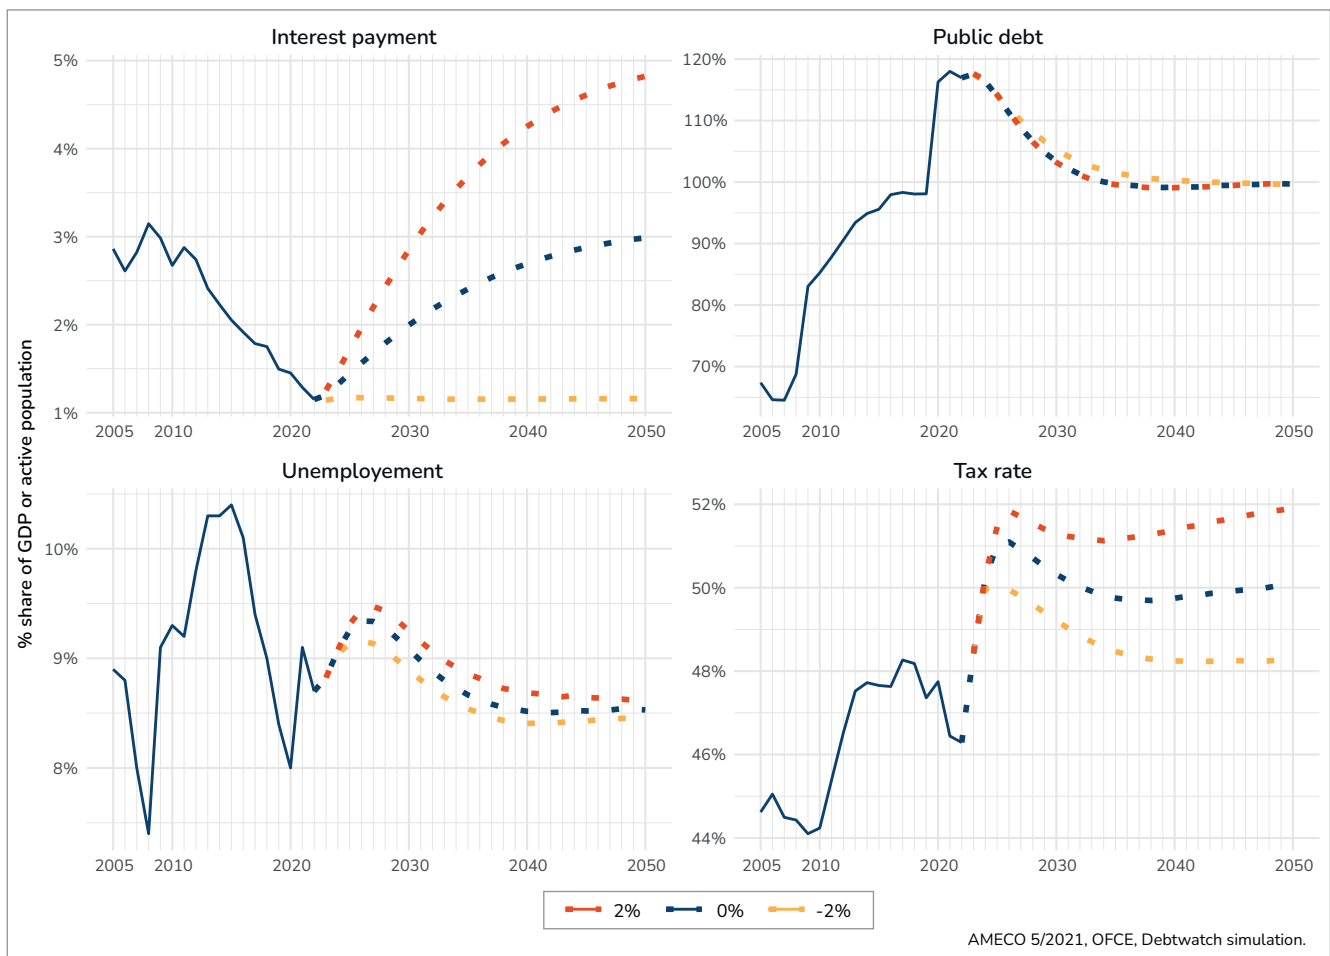 Interest payment
Public debt
5%
4%
3%
2%
1%
2005 2010 2020 2030 2040 2050
120%
110%
100%
90%
80%
70%
2005 2010 2020 2030 2040 2050
% share of GDP or active population
Unemployement
Tax rate
10%
9%
8%
2005 2010 2020 2030 2040 2050
52%
50%
48%
46%
44%
2005 2010 2020 2030 2040 2050
2% 0% -2%
AMECO 5/2021, OFCE, Debtwatch simulation.